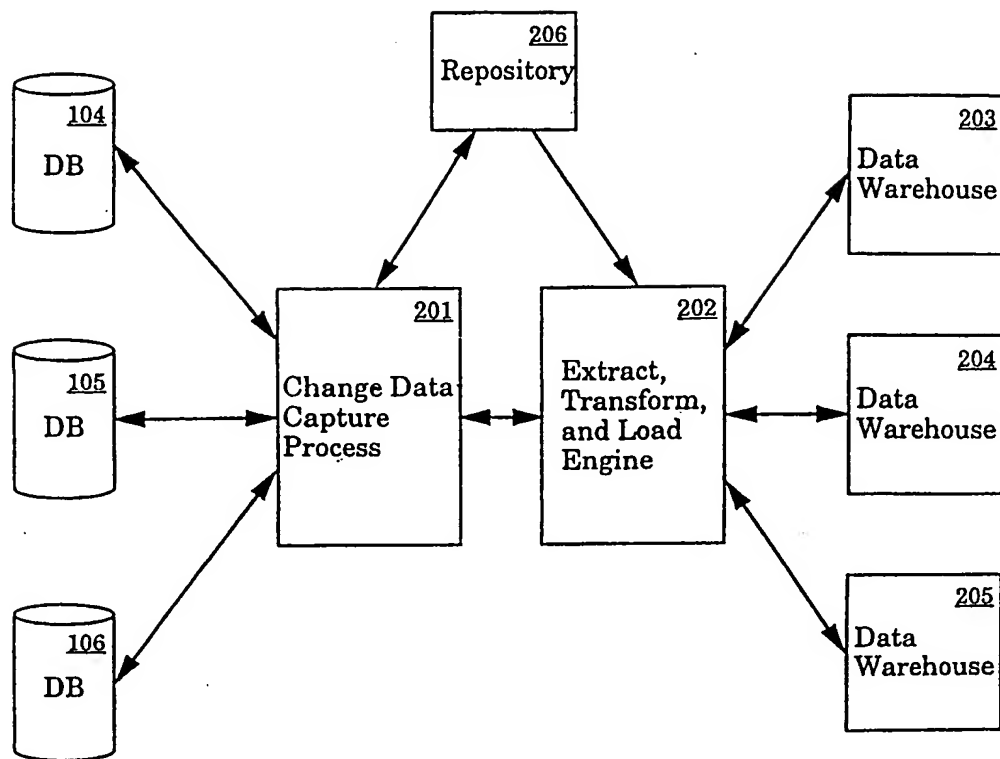 206
Repository
104
DB
203
Data
Warehouse
201
Change Data
Capture
Process
202
Extract,
Transform,
and Load
Engine
105
DB
204
Data
Warehouse
106
DB
205
Data
Warehouse